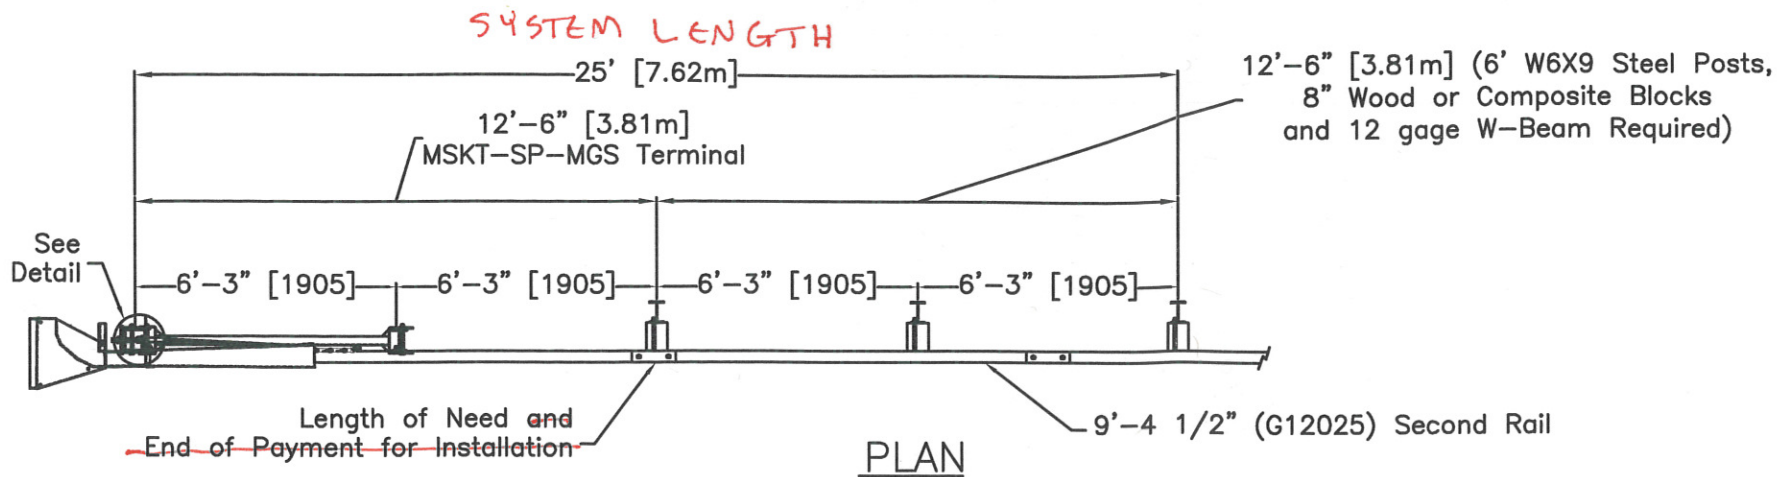 SYSTEM LENGTH
25' [7.62m]
12'-6" [3.81m] (6' W6X9 Steel Posts,
8" Wood or Composite Blocks
and 12 gage W-Beam Required)
12'-6" [3.81m]
MSKT-SP-MGS Terminal
See
Detail
6'-3" [1905] 6'-3" [1905] 6'-3" [1905] 6'-3" [1905]
Length of Need and
End of Payment for Installation
9'-4 1/2" (G12025) Second Rail
PLAN